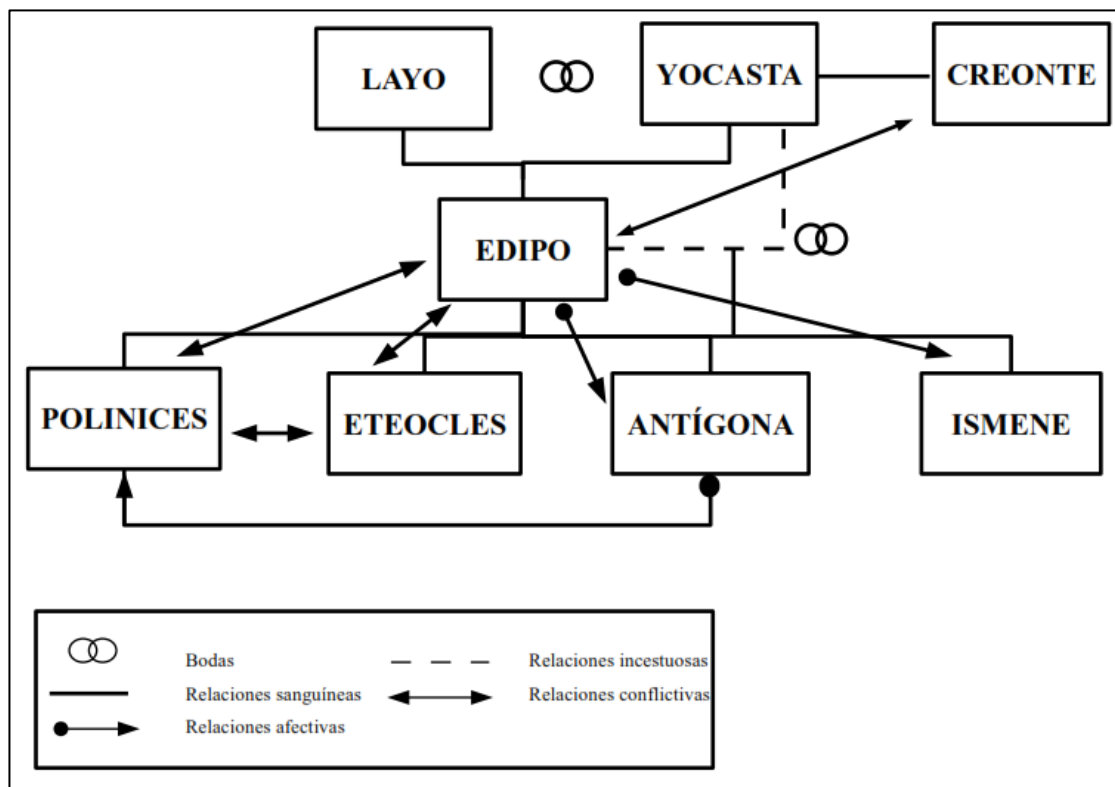 LAYO
YOCASTA
CREONTE
EDIPO
POLINICES
ETEOCLES
ANTÍGONA
ISMENE
Bodas
Relaciones incestuosas
Relaciones sanguíneas
Relaciones conflictivas
Relaciones afectivas